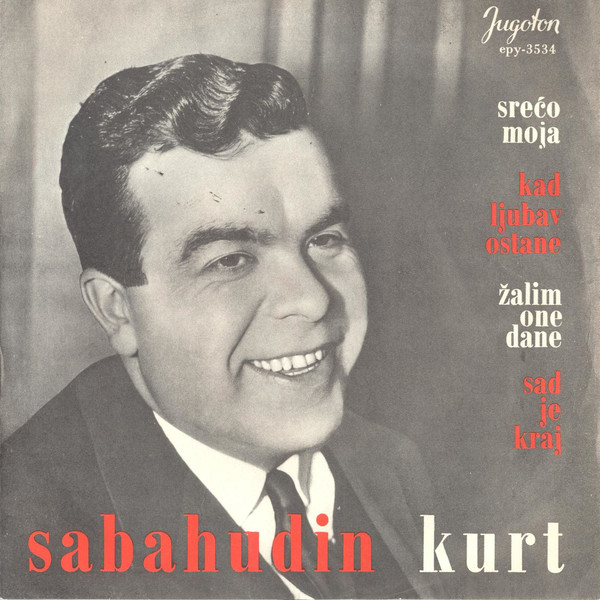 Jugoton
epy-3534
srećo
moja
kad
ljubav
ostane
žalim
one
dane
sad
je
kraj
sabahudin kurt